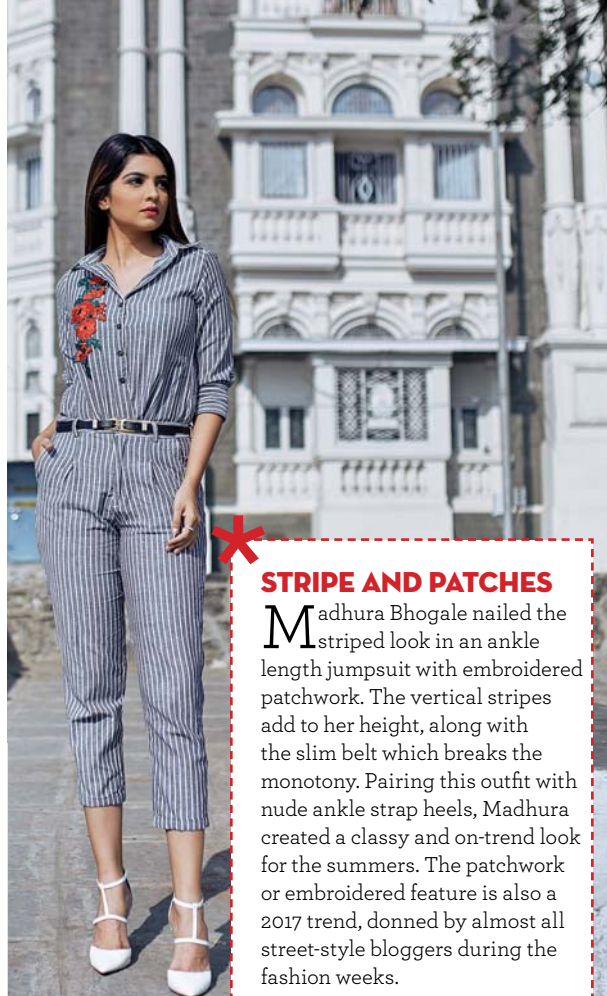 STRIPE AND PATCHES
Madhura Bhogale nailed the
striped look in an ankle
length jumpsuit with embroidered
patchwork. The vertical stripes
add to her height, along with
the slim belt which breaks the
monotony. Pairing this outfit with
nude ankle strap heels, Madhura
created a classy and on-trend look
for the summers. The patchwork
or embroidered feature is also a
2017 trend, donned by almost all
street-style bloggers during the
fashion weeks.